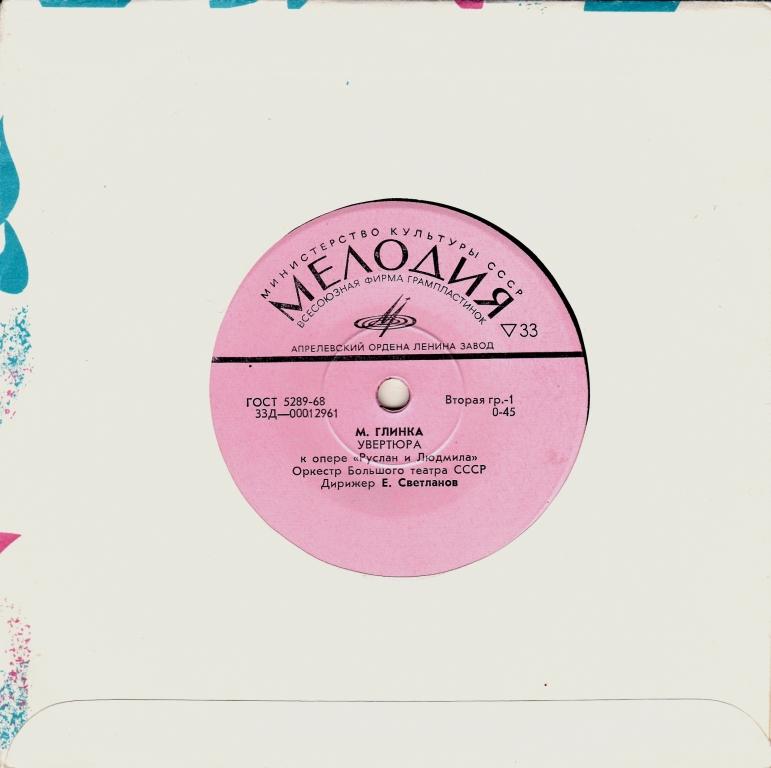 МИНИСТЕРСТВО КУЛЬТУРЫ СССР
МЕЛОДИЯ
ВСЕСОЮЗНАЯ ФИРМА ГРАМПЛАСТИНОК
▽33
АПРЕЛЕВСКИЙ ОРДЕНА ЛЕНИНА ЗАВОД
ГОСТ 5289-68 Вторая гр.-1
33Д—00012961 0-45
М. ГЛИНКА
УВЕРТЮРА
к опере «Руслан и Людмила»
Оркестр Большого театра СССР
Дирижер Е. Светланов